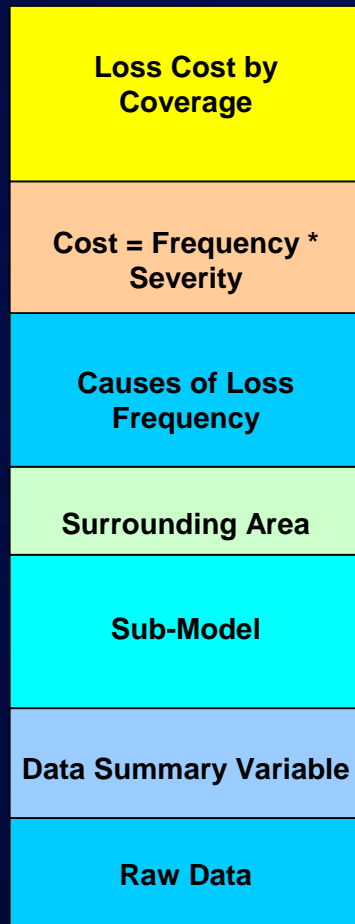 Loss Cost by
Coverage
Cost = Frequency *
Severity
Causes of Loss
Frequency
Surrounding Area
Sub-Model
Data Summary Variable
Raw Data